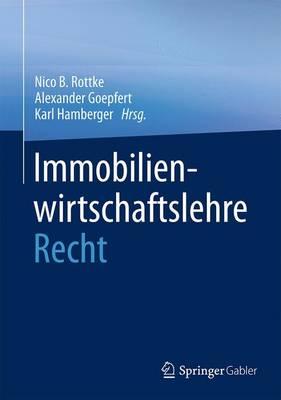 Nico B. Rottke
Alexander Goepfert
Karl Hamberger Hrsg.
Immobilien-
wirtschaftslehre
Recht
Springer Gabler